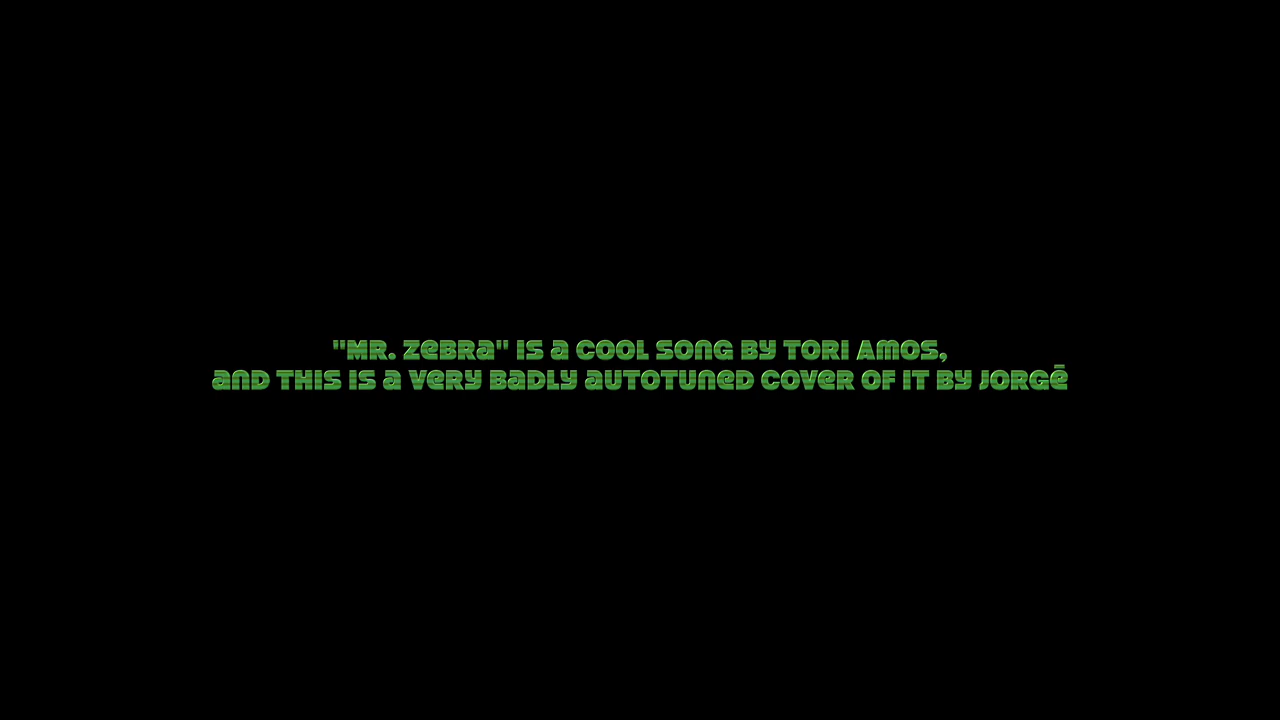 "Mr. Zebra" is a cool song by Tori Amos,
and this is a very badly autotuned cover of it by Jorgē